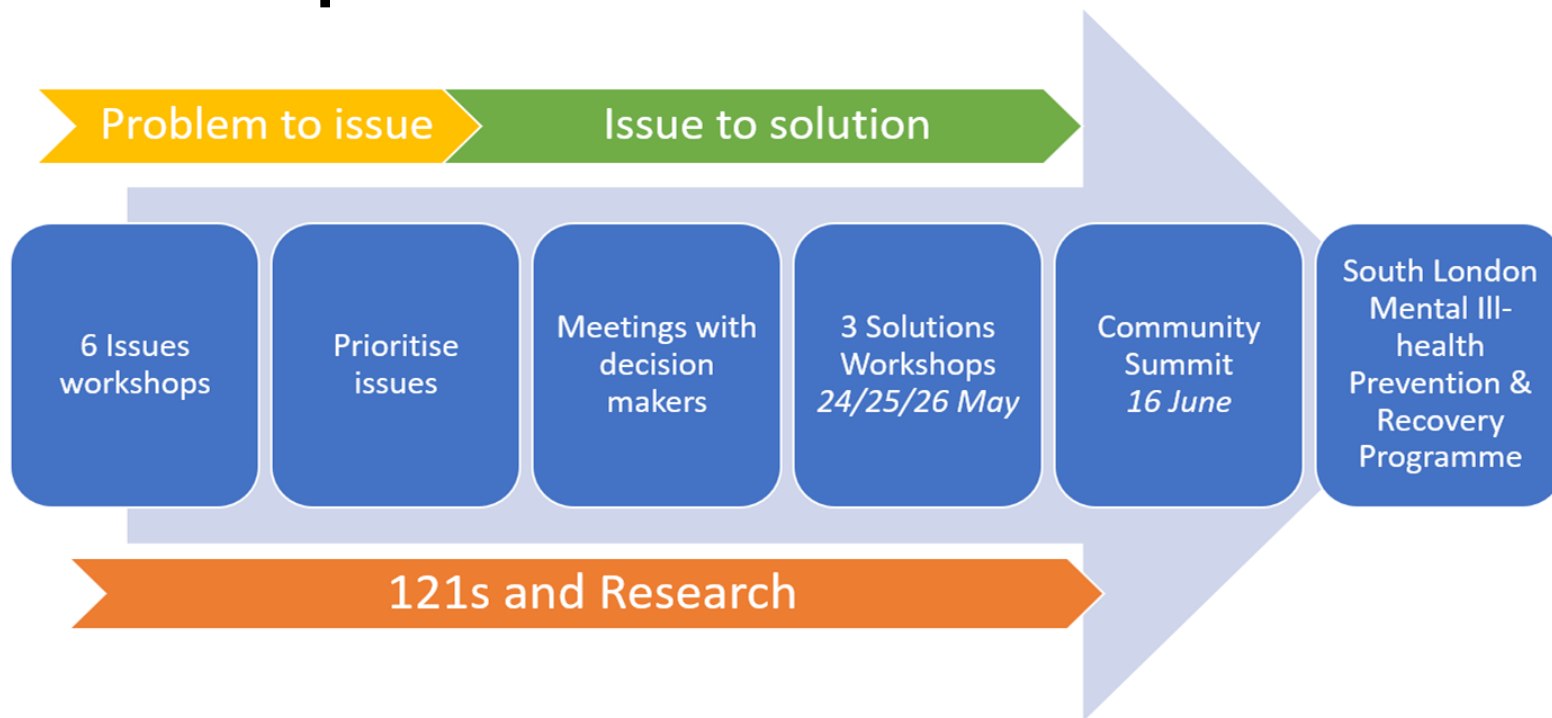 Problem to issue
Issue to solution
6 Issues
workshops
Prioritise
issues
Meetings with
decision
makers
3 Solutions
Workshops
24/25/26 May
Community
Summit
16 June
South London
Mental Ill-
health
Prevention &
Recovery
Programme
121s and Research